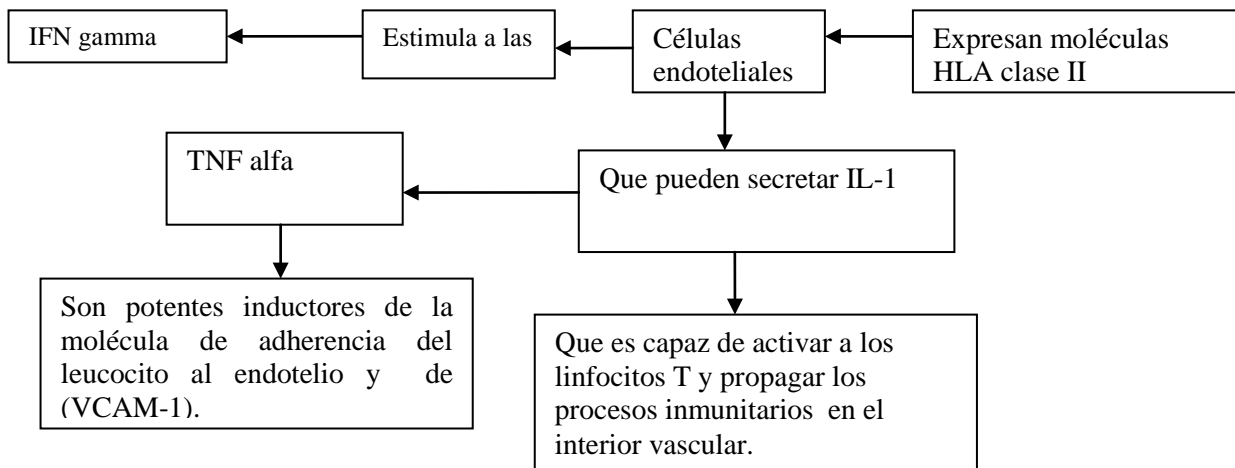 IFN gamma
Estimula a las
Células
endoteliales
Expresan moléculas
HLA clase II
TNF alfa
Que pueden secretar IL-1
Son potentes inductores de la
molécula de adherencia del
leucocito al endotelio y de
(VCAM-1).
Que es capaz de activar a los
linfocitos T y propagar los
procesos inmunitarios en el
interior vascular.